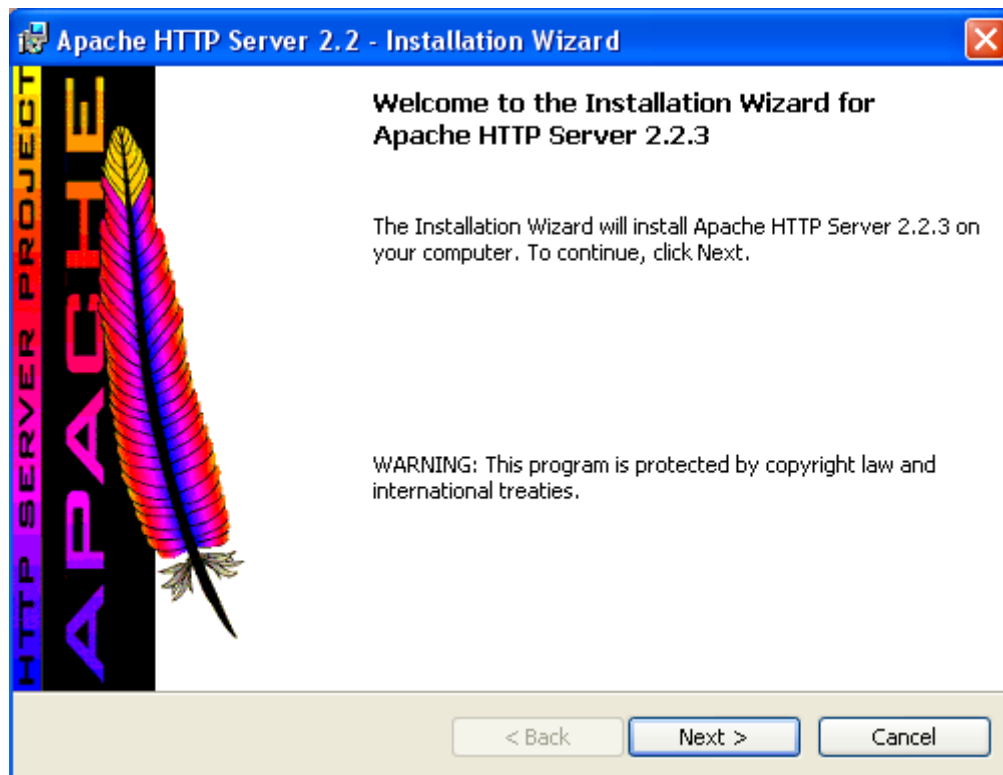 Apache HTTP Server 2.2 - Installation Wizard
HTTP SERVER PROJECT
APACHE
Welcome to the Installation Wizard for
Apache HTTP Server 2.2.3
The Installation Wizard will install Apache HTTP Server 2.2.3 on
your computer. To continue, click Next.
WARNING: This program is protected by copyright law and
international treaties.
< Back
Next >
Cancel